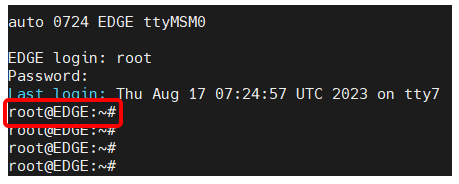 auto 0724 EDGE ttyMSM0
EDGE login: root
Password:
Last login: Thu Aug 17 07:24:57 UTC 2023 on tty7
root@EDGE:~#
root@EDGE:~#
root@EDGE:~#
root@EDGE:~#